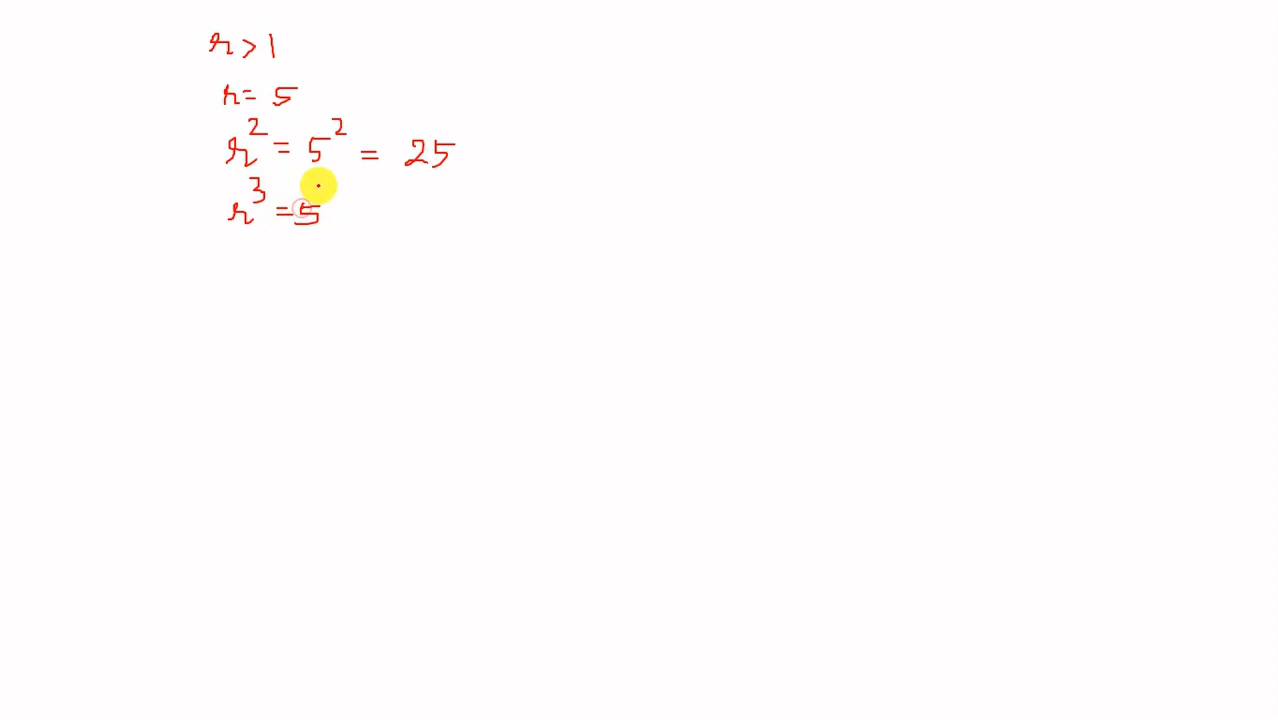 r > 1
r = 5
r² = 5² = 25
r³ = 5